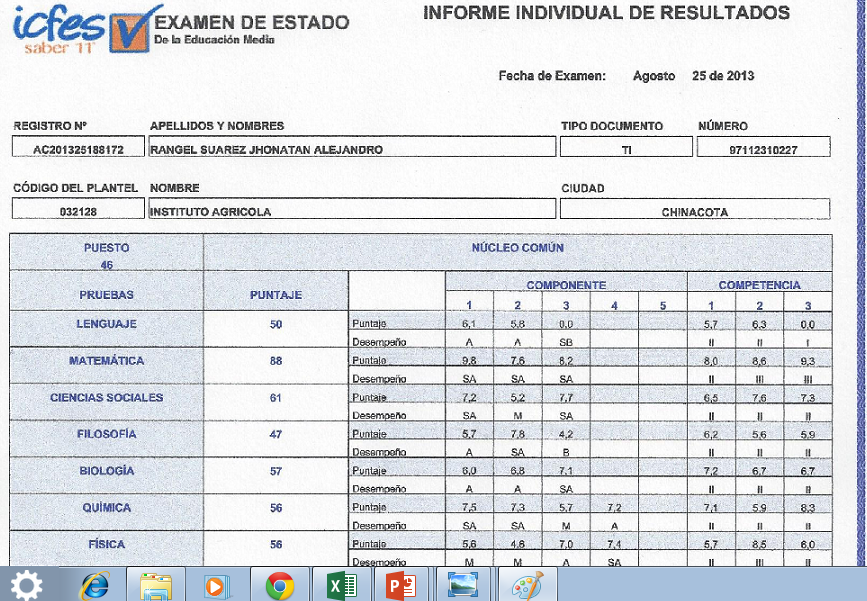 icfes
saber 11°
EXAMEN DE ESTADO
De la Educación Media
INFORME INDIVIDUAL DE RESULTADOS
Fecha de Examen: Agosto 25 de 2013
REGISTRO Nº APELLIDOS Y NOMBRES TIPO DOCUMENTO NÚMERO
AC201325188172 RANGEL SUAREZ JHONATAN ALEJANDRO TI 97112310227
CÓDIGO DEL PLANTEL NOMBRE CIUDAD
032128 INSTITUTO AGRICOLA CHINACOTA
PUESTO NÚCLEO COMÚN
46
PRUEBAS PUNTAJE COMPONENTE COMPETENCIA
1 2 3 4 5 1 2 3
LENGUAJE 50 Puntaje 6,1 5,8 0,0 5,7 6,3 0,0
Desempeño A A SB II II I
MATEMÁTICA 88 Puntaje 9,8 7,6 8,2 8,0 8,6 9,3
Desempeño SA SA SA II III III
CIENCIAS SOCIALES 61 Puntaje 7,2 5,2 7,7 6,5 7,6 7,3
Desempeño SA M SA II II II
FILOSOFÍA 47 Puntaje 5,7 7,8 4,2 6,2 5,6 5,9
Desempeño A SA B II II II
BIOLOGÍA 57 Puntaje 6,0 6,8 7,1 7,2 6,7 6,7
Desempeño A A SA II II II
QUÍMICA 56 Puntaje 7,5 7,3 5,7 7,2 7,1 5,9 8,3
Desempeño SA SA M A II II II
FÍSICA 56 Puntaje 5,6 4,6 7,0 7,4 5,7 8,5 6,0
Desempeño M M A SA II III II